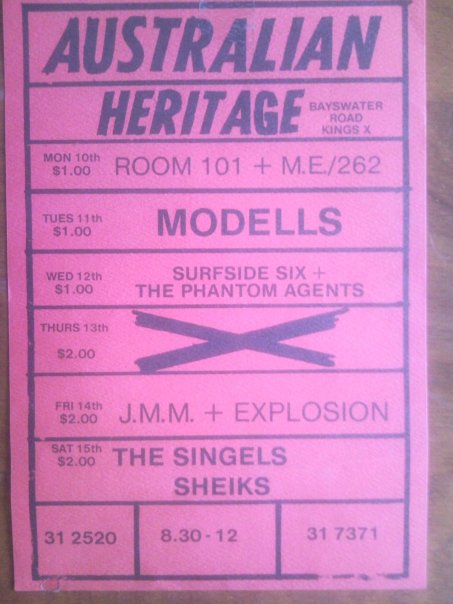 AUSTRALIAN
HERITAGE
BAYSWATER
ROAD
KINGS X
MON 10th
$1.00
ROOM 101 + M.E./262
TUES 11th
$1.00
MODELLS
WED 12th
$1.00
SURFSIDE SIX +
THE PHANTOM AGENTS
THURS 13th
$2.00
FRI 14th
$2.00
J.M.M. + EXPLOSION
SAT 15th
$2.00
THE SINGELS
SHEIKS
31 2520
8.30-12
31 7371